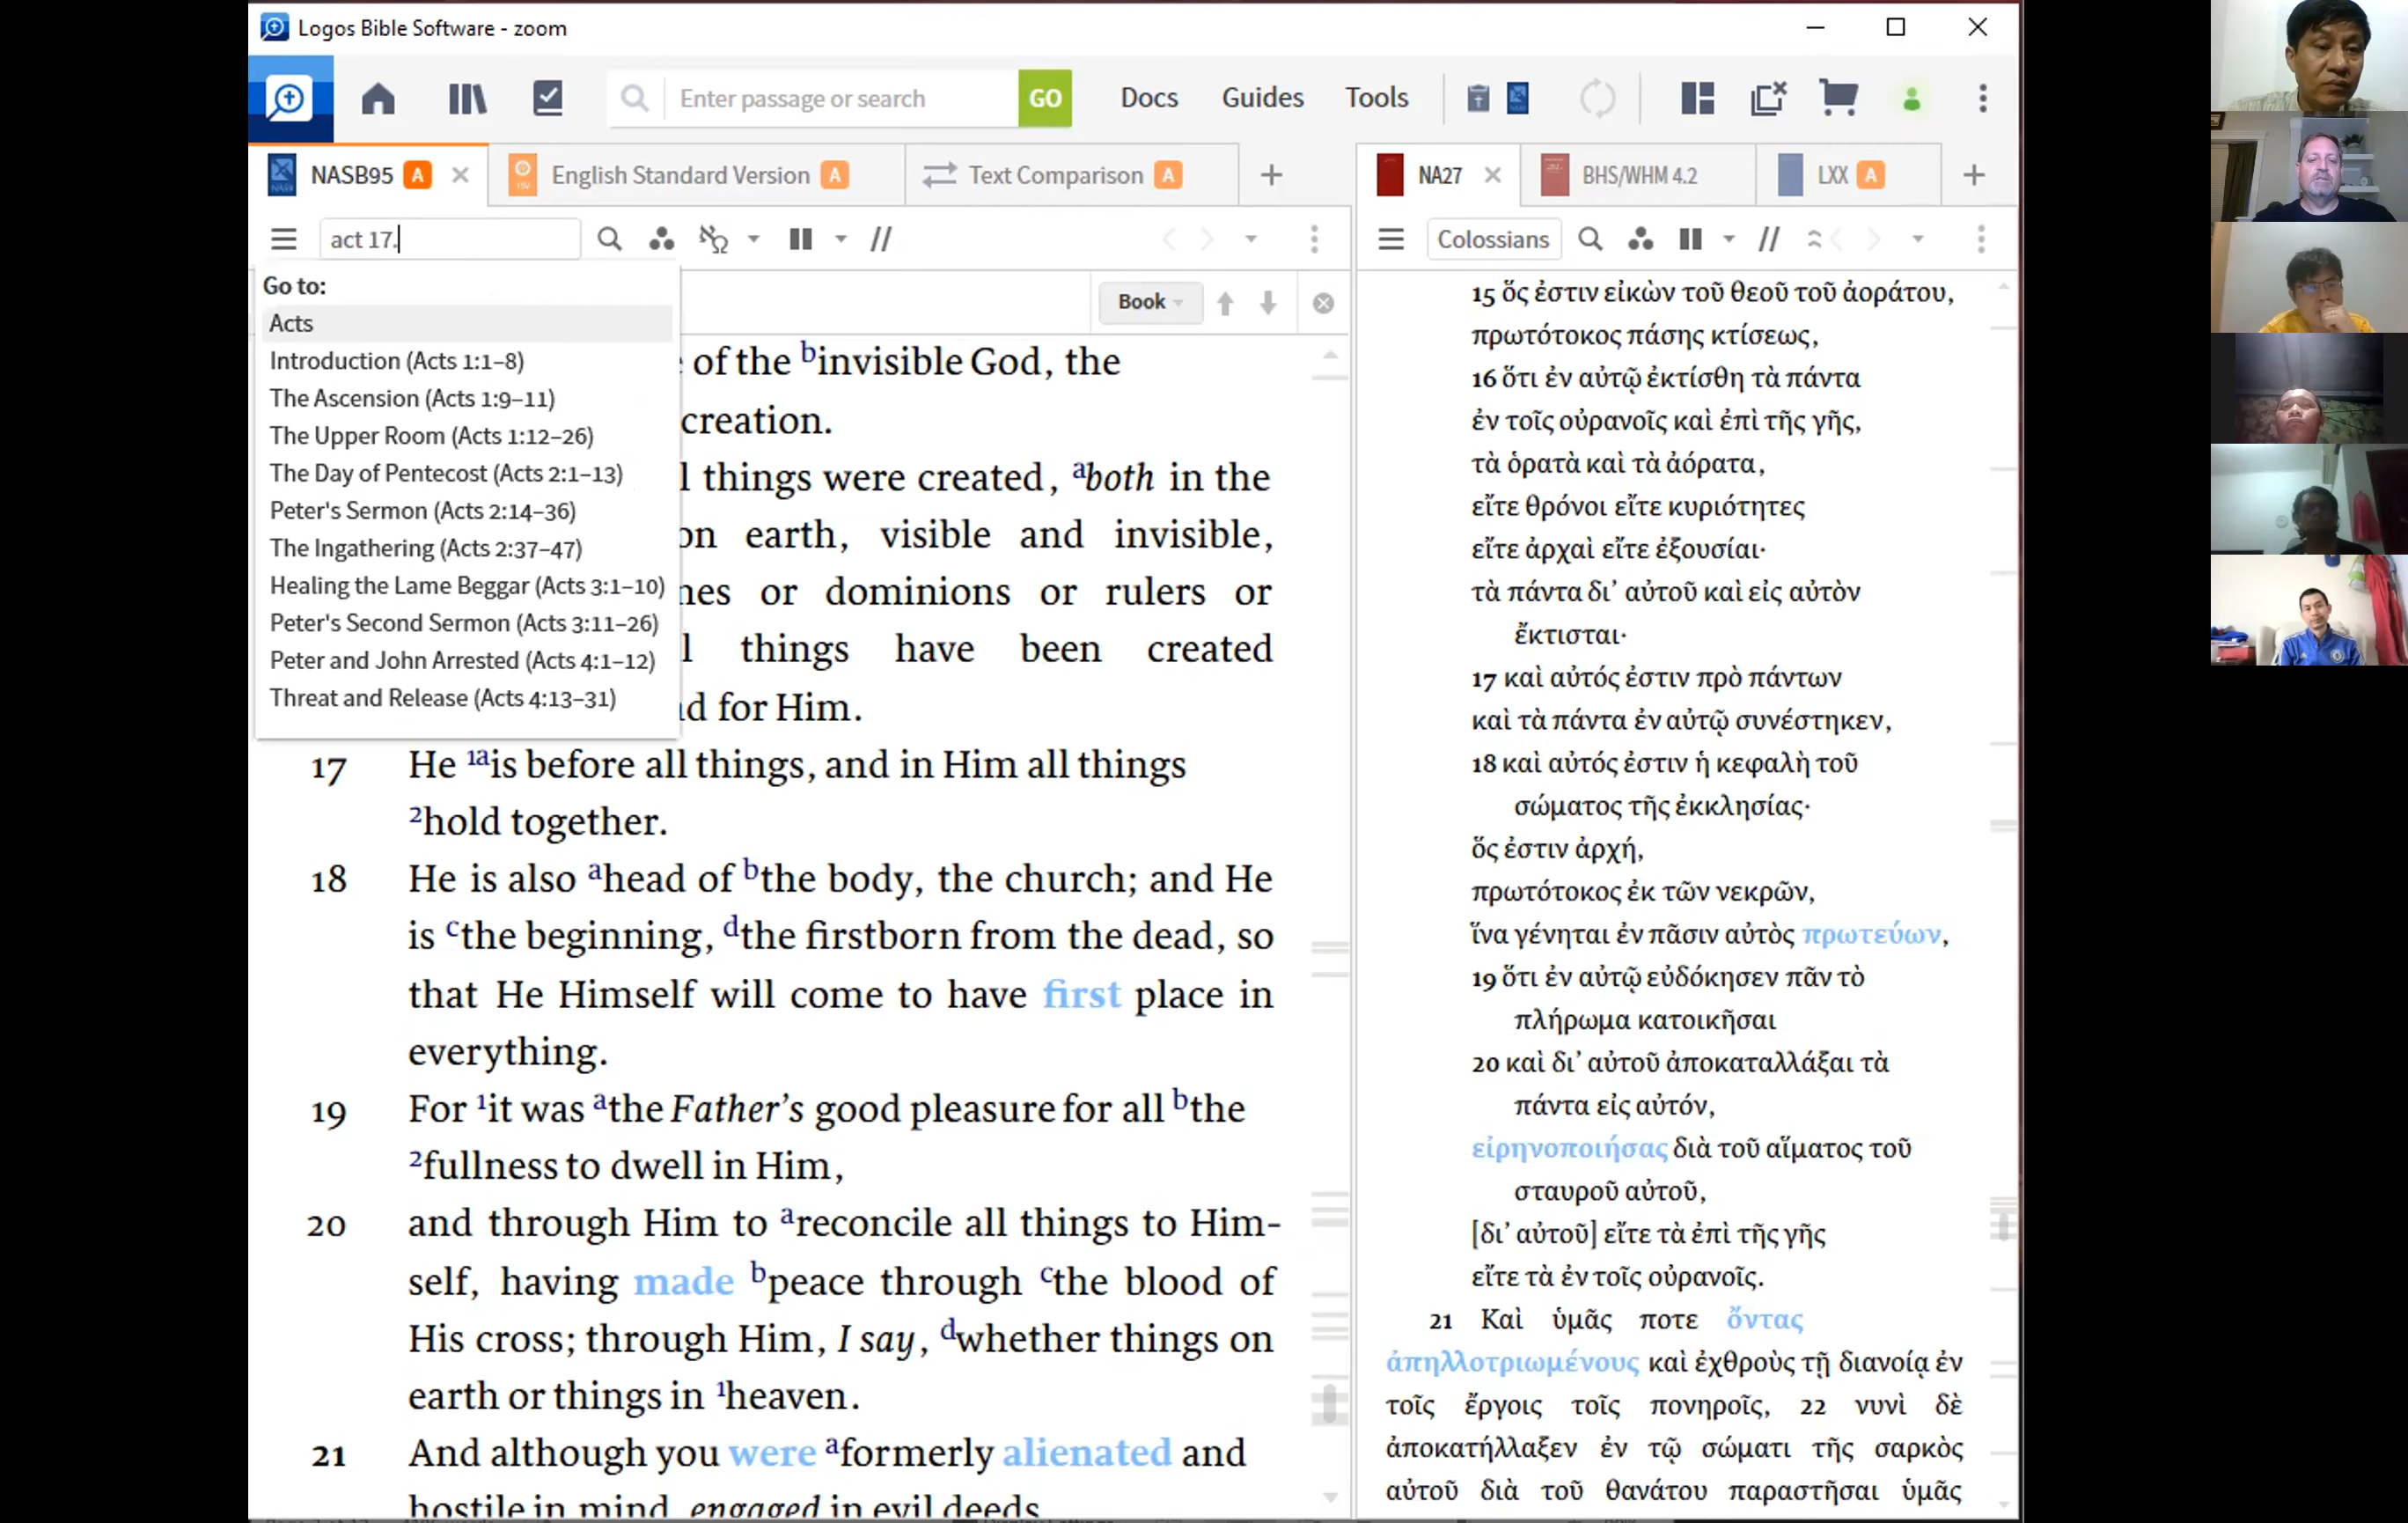 Logos Bible Software - zoom
Enter passage or search
GO
Docs
Guides
Tools
NASB95 A
English Standard Version A
Text Comparison A
act 17.
Go to:
Acts
Introduction (Acts 1:1–8)
The Ascension (Acts 1:9–11)
The Upper Room (Acts 1:12–26)
The Day of Pentecost (Acts 2:1–13)
Peter's Sermon (Acts 2:14–36)
The Ingathering (Acts 2:37–47)
Healing the Lame Beggar (Acts 3:1–10)
Peter's Second Sermon (Acts 3:11–26)
Peter and John Arrested (Acts 4:1–12)
Threat and Release (Acts 4:13–31)
Book
of the binvisible God, the
creation.
things were created, aboth in the
earth, visible and invisible,
or dominions or rulers or
things have been created
for Him.
17 He 1ais before all things, and in Him all things
2hold together.
18 He is also ahead of bthe body, the church; and He
is cthe beginning, dthe firstborn from the dead, so
that He Himself will come to have first place in
everything.
19 For 1it was athe Father's good pleasure for all bthe
2fullness to dwell in Him,
20 and through Him to areconcile all things to Him-
self, having made bpeace through cthe blood of
His cross; through Him, I say, dwhether things on
earth or things in 1heaven.
21 And although you were aformerly alienated and
hostile in mind, engaged in evil deeds
NA27
BHS/WHM 4.2
LXX A
Colossians
15 ὅς ἐστιν εἰκὼν τοῦ θεοῦ τοῦ ἀοράτου,
πρωτότοκος πάσης κτίσεως,
16 ὅτι ἐν αὐτῷ ἐκτίσθη τὰ πάντα
ἐν τοῖς οὐρανοῖς καὶ ἐπὶ τῆς γῆς,
τὰ ὁρατὰ καὶ τὰ ἀόρατα,
εἴτε θρόνοι εἴτε κυριότητες
εἴτε ἀρχαὶ εἴτε ἐξουσίαι·
τὰ πάντα δι’ αὐτοῦ καὶ εἰς αὐτὸν
ἔκτισται·
17 καὶ αὐτός ἐστιν πρὸ πάντων
καὶ τὰ πάντα ἐν αὐτῷ συνέστηκεν,
18 καὶ αὐτός ἐστιν ἡ κεφαλὴ τοῦ
σώματος τῆς ἐκκλησίας·
ὅς ἐστιν ἀρχή,
πρωτότοκος ἐκ τῶν νεκρῶν,
ἵνα γένηται ἐν πᾶσιν αὐτὸς πρωτεύων,
19 ὅτι ἐν αὐτῷ εὐδόκησεν πᾶν τὸ
πλήρωμα κατοικῆσαι
20 καὶ δι’ αὐτοῦ ἀποκαταλλάξαι τὰ
πάντα εἰς αὐτόν,
εἰρηνοποιήσας διὰ τοῦ αἵματος τοῦ
σταυροῦ αὐτοῦ,
[δι’ αὐτοῦ] εἴτε τὰ ἐπὶ τῆς γῆς
εἴτε τὰ ἐν τοῖς οὐρανοῖς.
21 Καὶ ὑμᾶς ποτε ὄντας
ἀπηλλοτριωμένους καὶ ἐχθροὺς τῇ διανοίᾳ ἐν
τοῖς ἔργοις τοῖς πονηροῖς, 22 νυνὶ δὲ
ἀποκατήλλαξεν ἐν τῷ σώματι τῆς σαρκὸς
αὐτοῦ διὰ τοῦ θανάτου παραστῆσαι ὑμᾶς